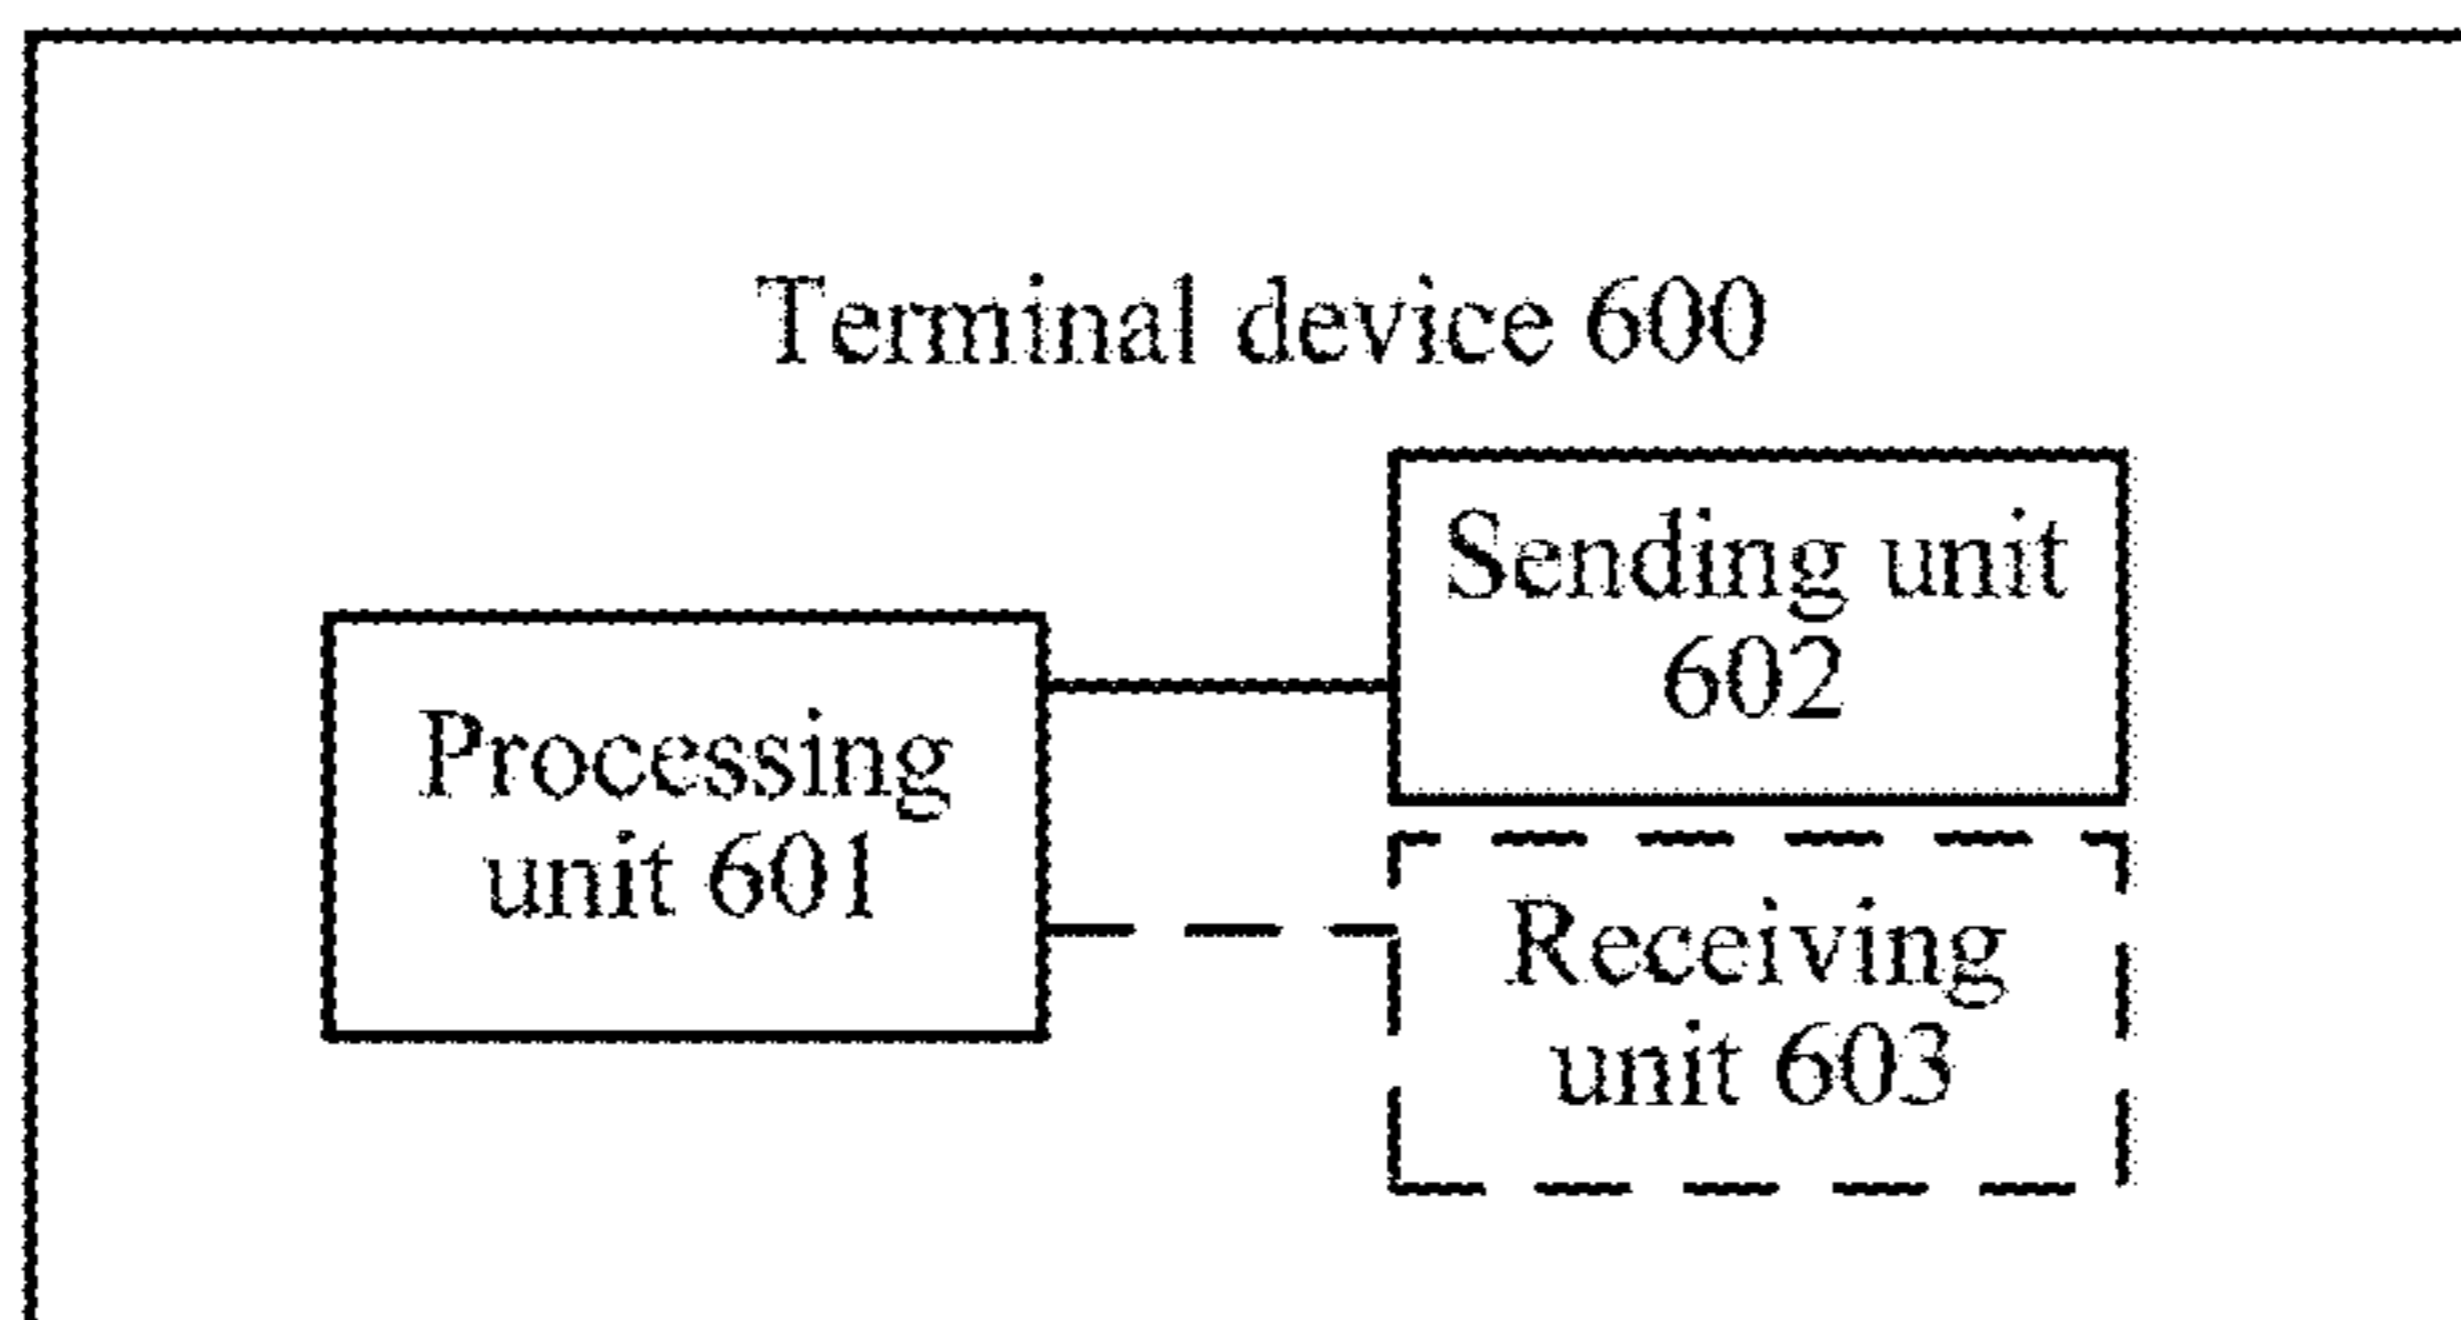 Terminal device 600
Sending unit
602
Processing
unit 601
Receiving
unit 603